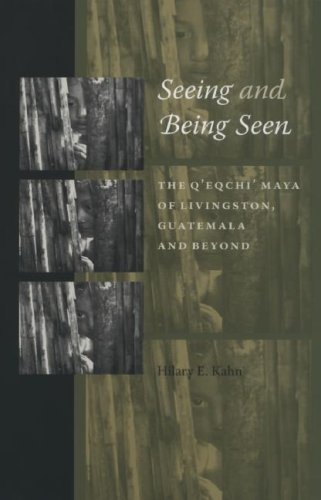 Seeing and
Being Seen
THE Q'EQCHI' MAYA
OF LIVINGSTON,
GUATEMALA
AND BEYOND
Hilary E. Kahn